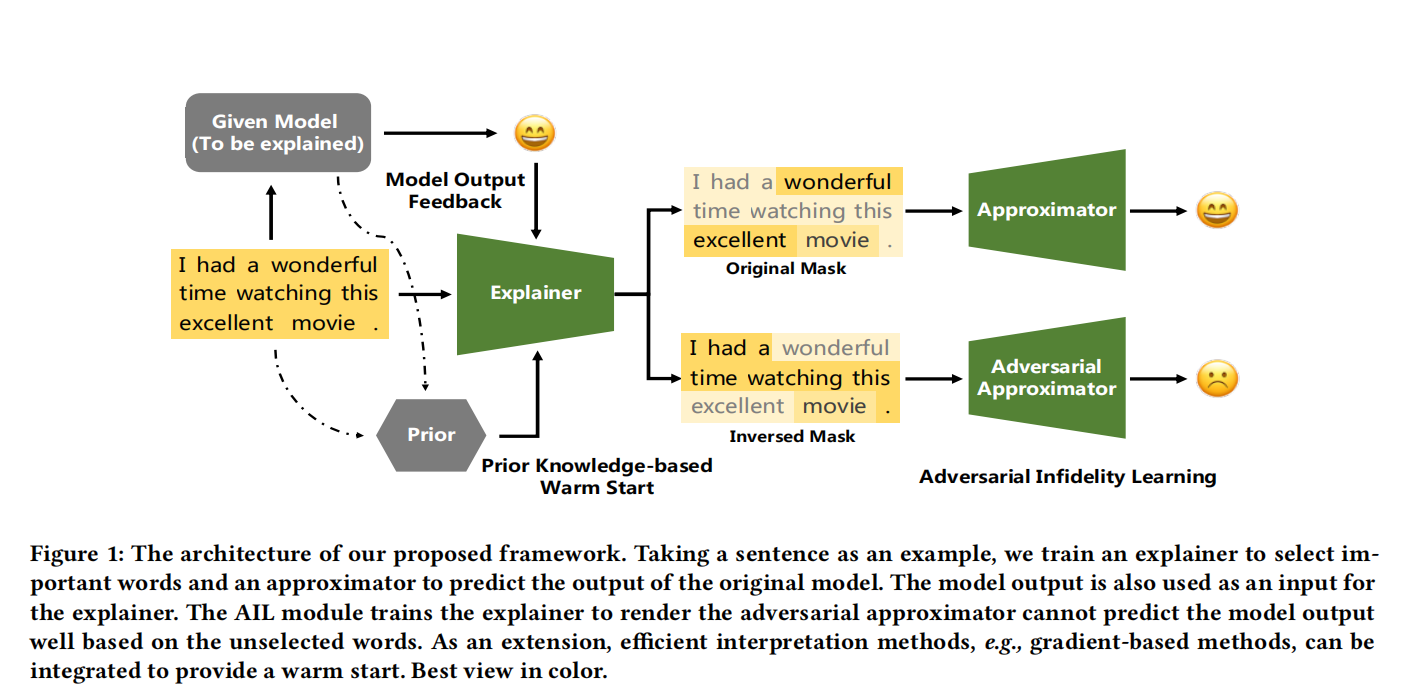 Given Model
(To be explained)
Model Output
Feedback
I had a wonderful
time watching this
excellent movie .
Explainer
Prior
Prior Knowledge-based
Warm Start
I had a wonderful
time watching this
excellent movie .
Original Mask
Approximator
I had a wonderful
time watching this
excellent movie .
Inversed Mask
Adversarial
Approximator
Adversarial Infidelity Learning
Figure 1: The architecture of our proposed framework. Taking a sentence as an example, we train an explainer to select im-
portant words and an approximator to predict the output of the original model. The model output is also used as an input for
the explainer. The AIL module trains the explainer to render the adversarial approximator cannot predict the model output
well based on the unselected words. As an extension, efficient interpretation methods, e.g., gradient-based methods, can be
integrated to provide a warm start. Best view in color.